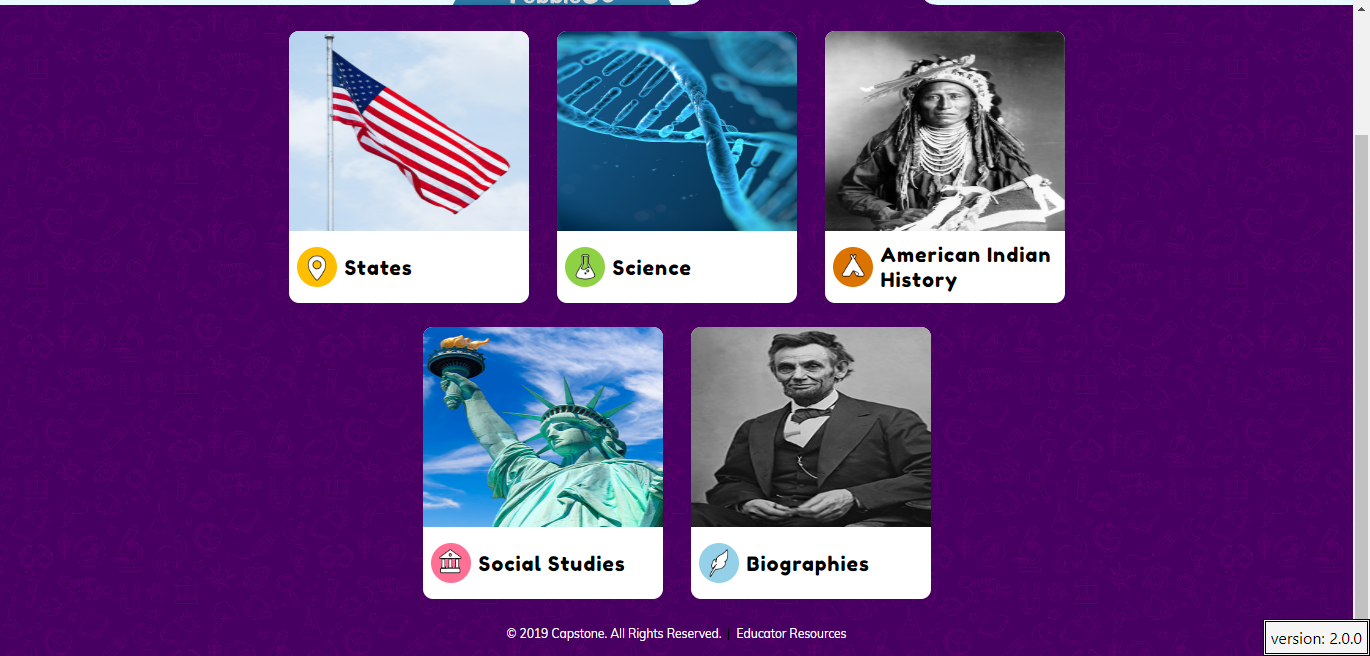 States
Science
American Indian
History
Social Studies
Biographies
© 2019 Capstone. All Rights Reserved. | Educator Resources
version: 2.0.0